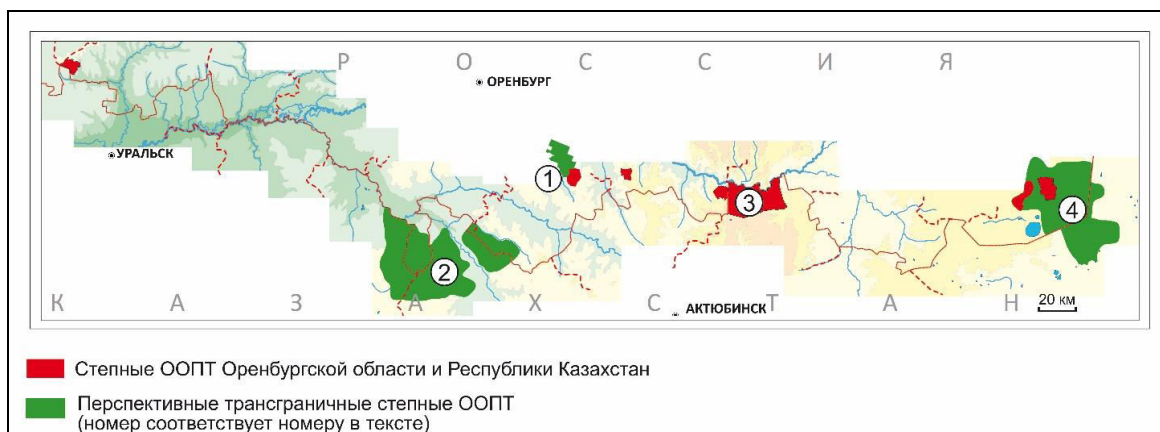 Р О С С И Я
ОРЕНБУРГ
УРАЛЬСК
1
3
4
2
К А З А Х С Т А Н
20 км
АКТЮБИНСК
Степные ООПТ Оренбургской области и Республики Казахстан
Перспективные трансграничные степные ООПТ
(номер соответствует номеру в тексте)